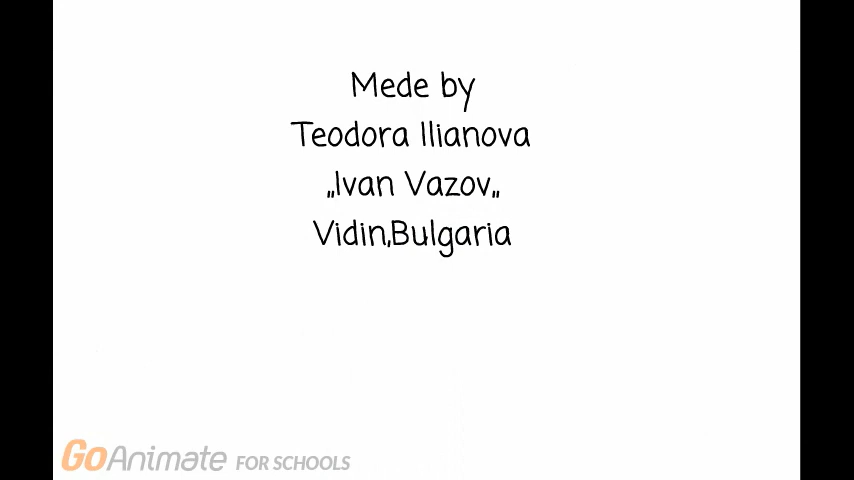 Mede by
Teodora Ilianova
„Ivan Vazov„
Vidin,Bulgaria
GoAnimate FOR SCHOOLS